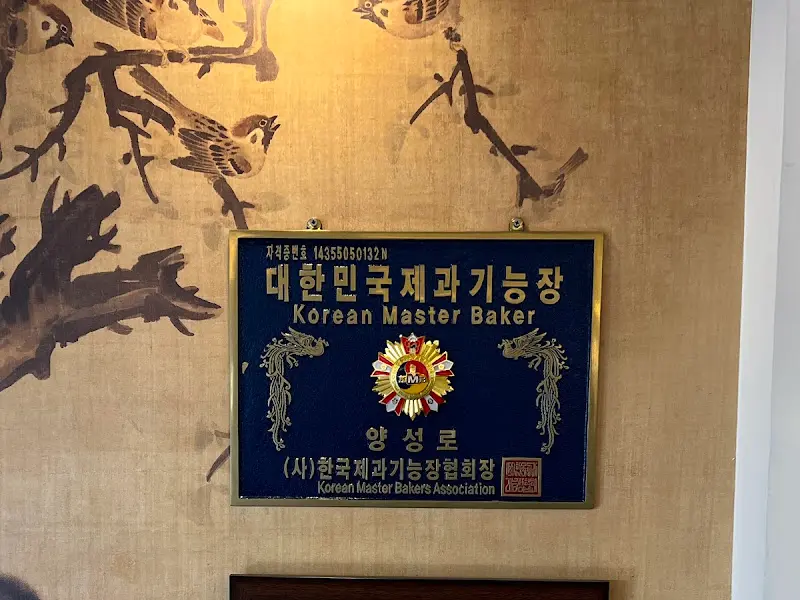 자격증번호 14355050132N
대한민국제과기능장
Korean Master Baker
양성로
(사)한국제과기능장협회장
Korean Master Bakers Association